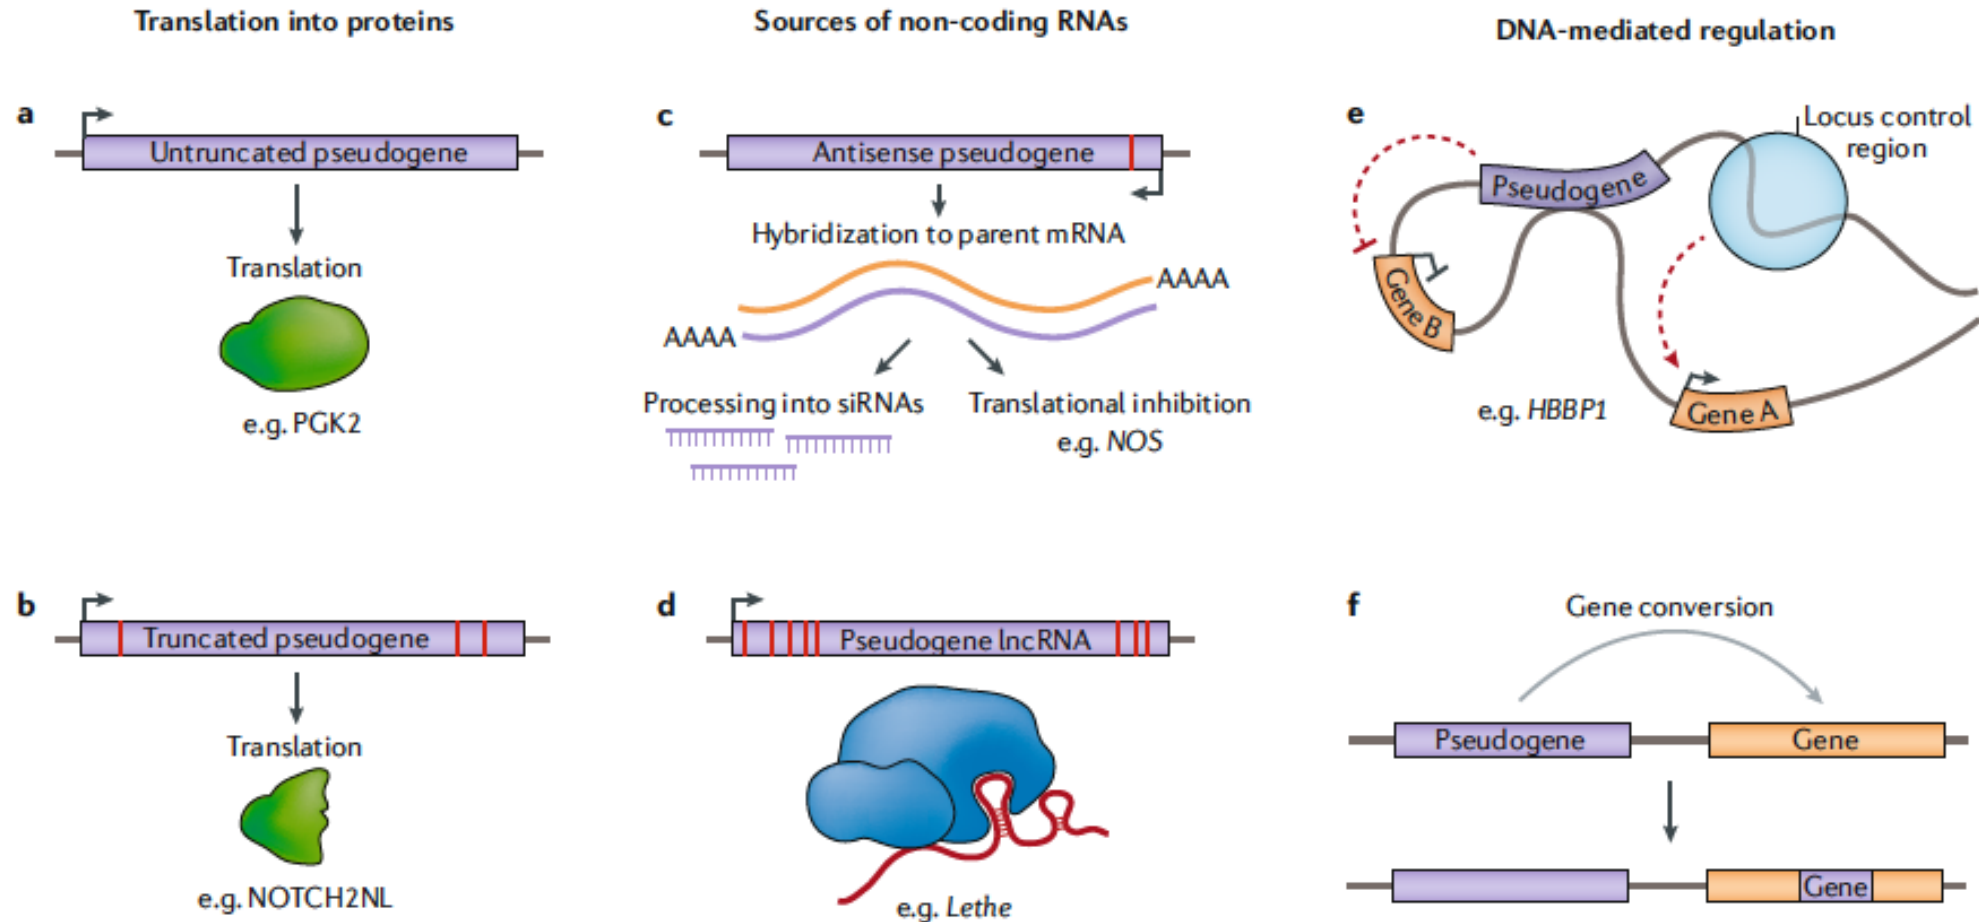 Translation into proteins
Sources of non-coding RNAs
DNA-mediated regulation
a
Untruncated pseudogene
Translation
e.g. PGK2
b
Truncated pseudogene
Translation
e.g. NOTCH2NL
c
Antisense pseudogene
Hybridization to parent mRNA
AAAA
AAAA
Processing into siRNAs
Translational inhibition
e.g. NOS
d
Pseudogene lncRNA
e.g. Lethe
e
Locus control
region
Pseudogene
Gene B
Gene A
e.g. HBBP1
f
Gene conversion
Pseudogene
Gene
Gene